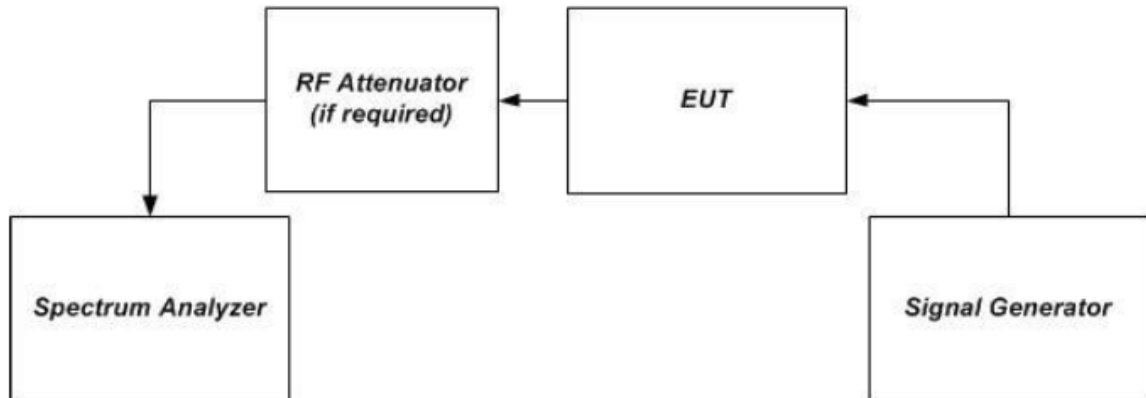 RF Attenuator
(if required)
EUT
Spectrum Analyzer
Signal Generator